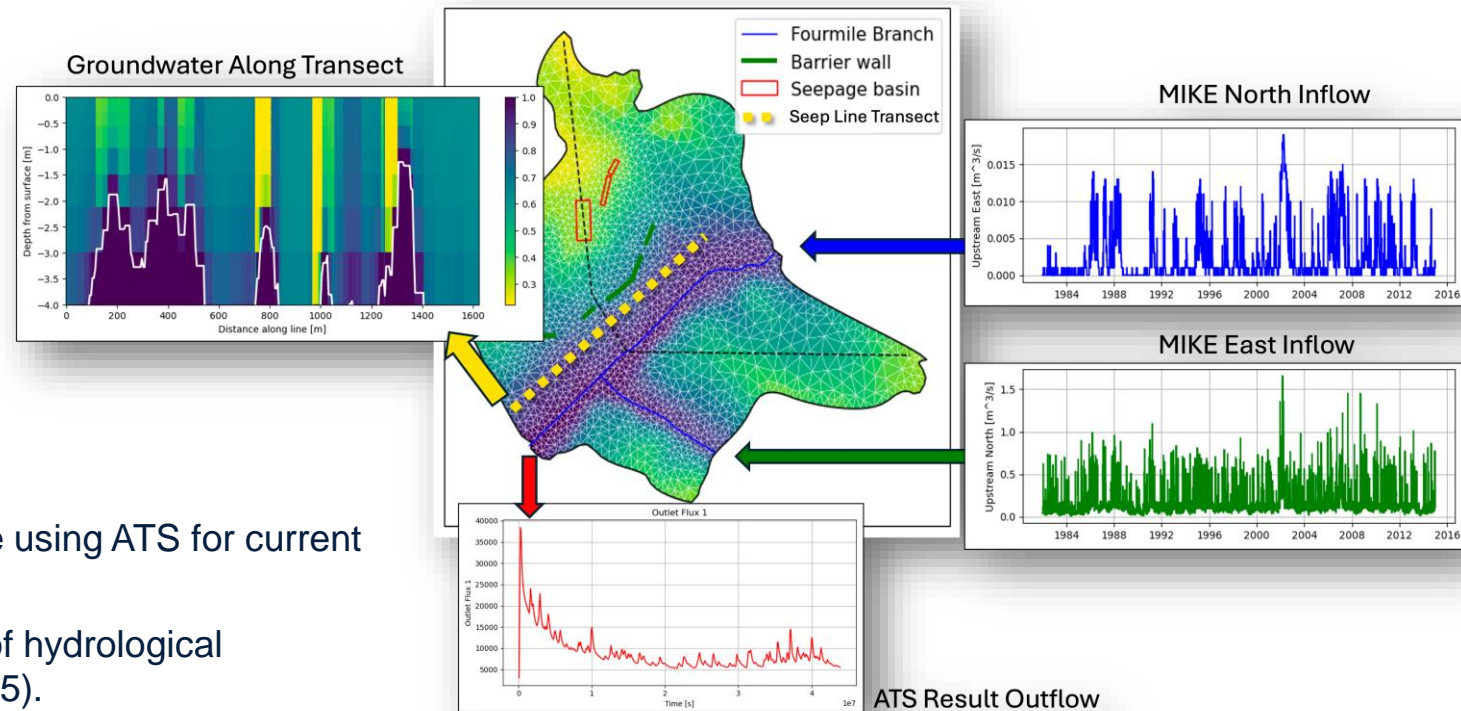 Groundwater Along Transect
0.0
−0.5
−1.0
−1.5
−2.0
−2.5
−3.0
−3.5
−4.0
Depth from surface [m]
0 200 400 600 800 1000 1200 1400 1600
Distance along line [m]
1.0
0.9
0.8
0.7
0.6
0.5
0.4
0.3
Fourmile Branch
Barrier wall
Seepage basin
Seep Line Transect
MIKE North Inflow
Upstream East [m^3/s]
0.015
0.010
0.005
0.000
1984 1988 1992 1996 2000 2004 2008 2012 2016
MIKE East Inflow
Upstream North [m^3/s]
1.5
1.0
0.5
0.0
1984 1988 1992 1996 2000 2004 2008 2012 2016
e using ATS for current
of hydrological
5).
Outlet Flux 1
Outlet Flux 1
40000
35000
30000
25000
20000
15000
10000
5000
0 1 2 3 4
Time [s]
1e7
ATS Result Outflow